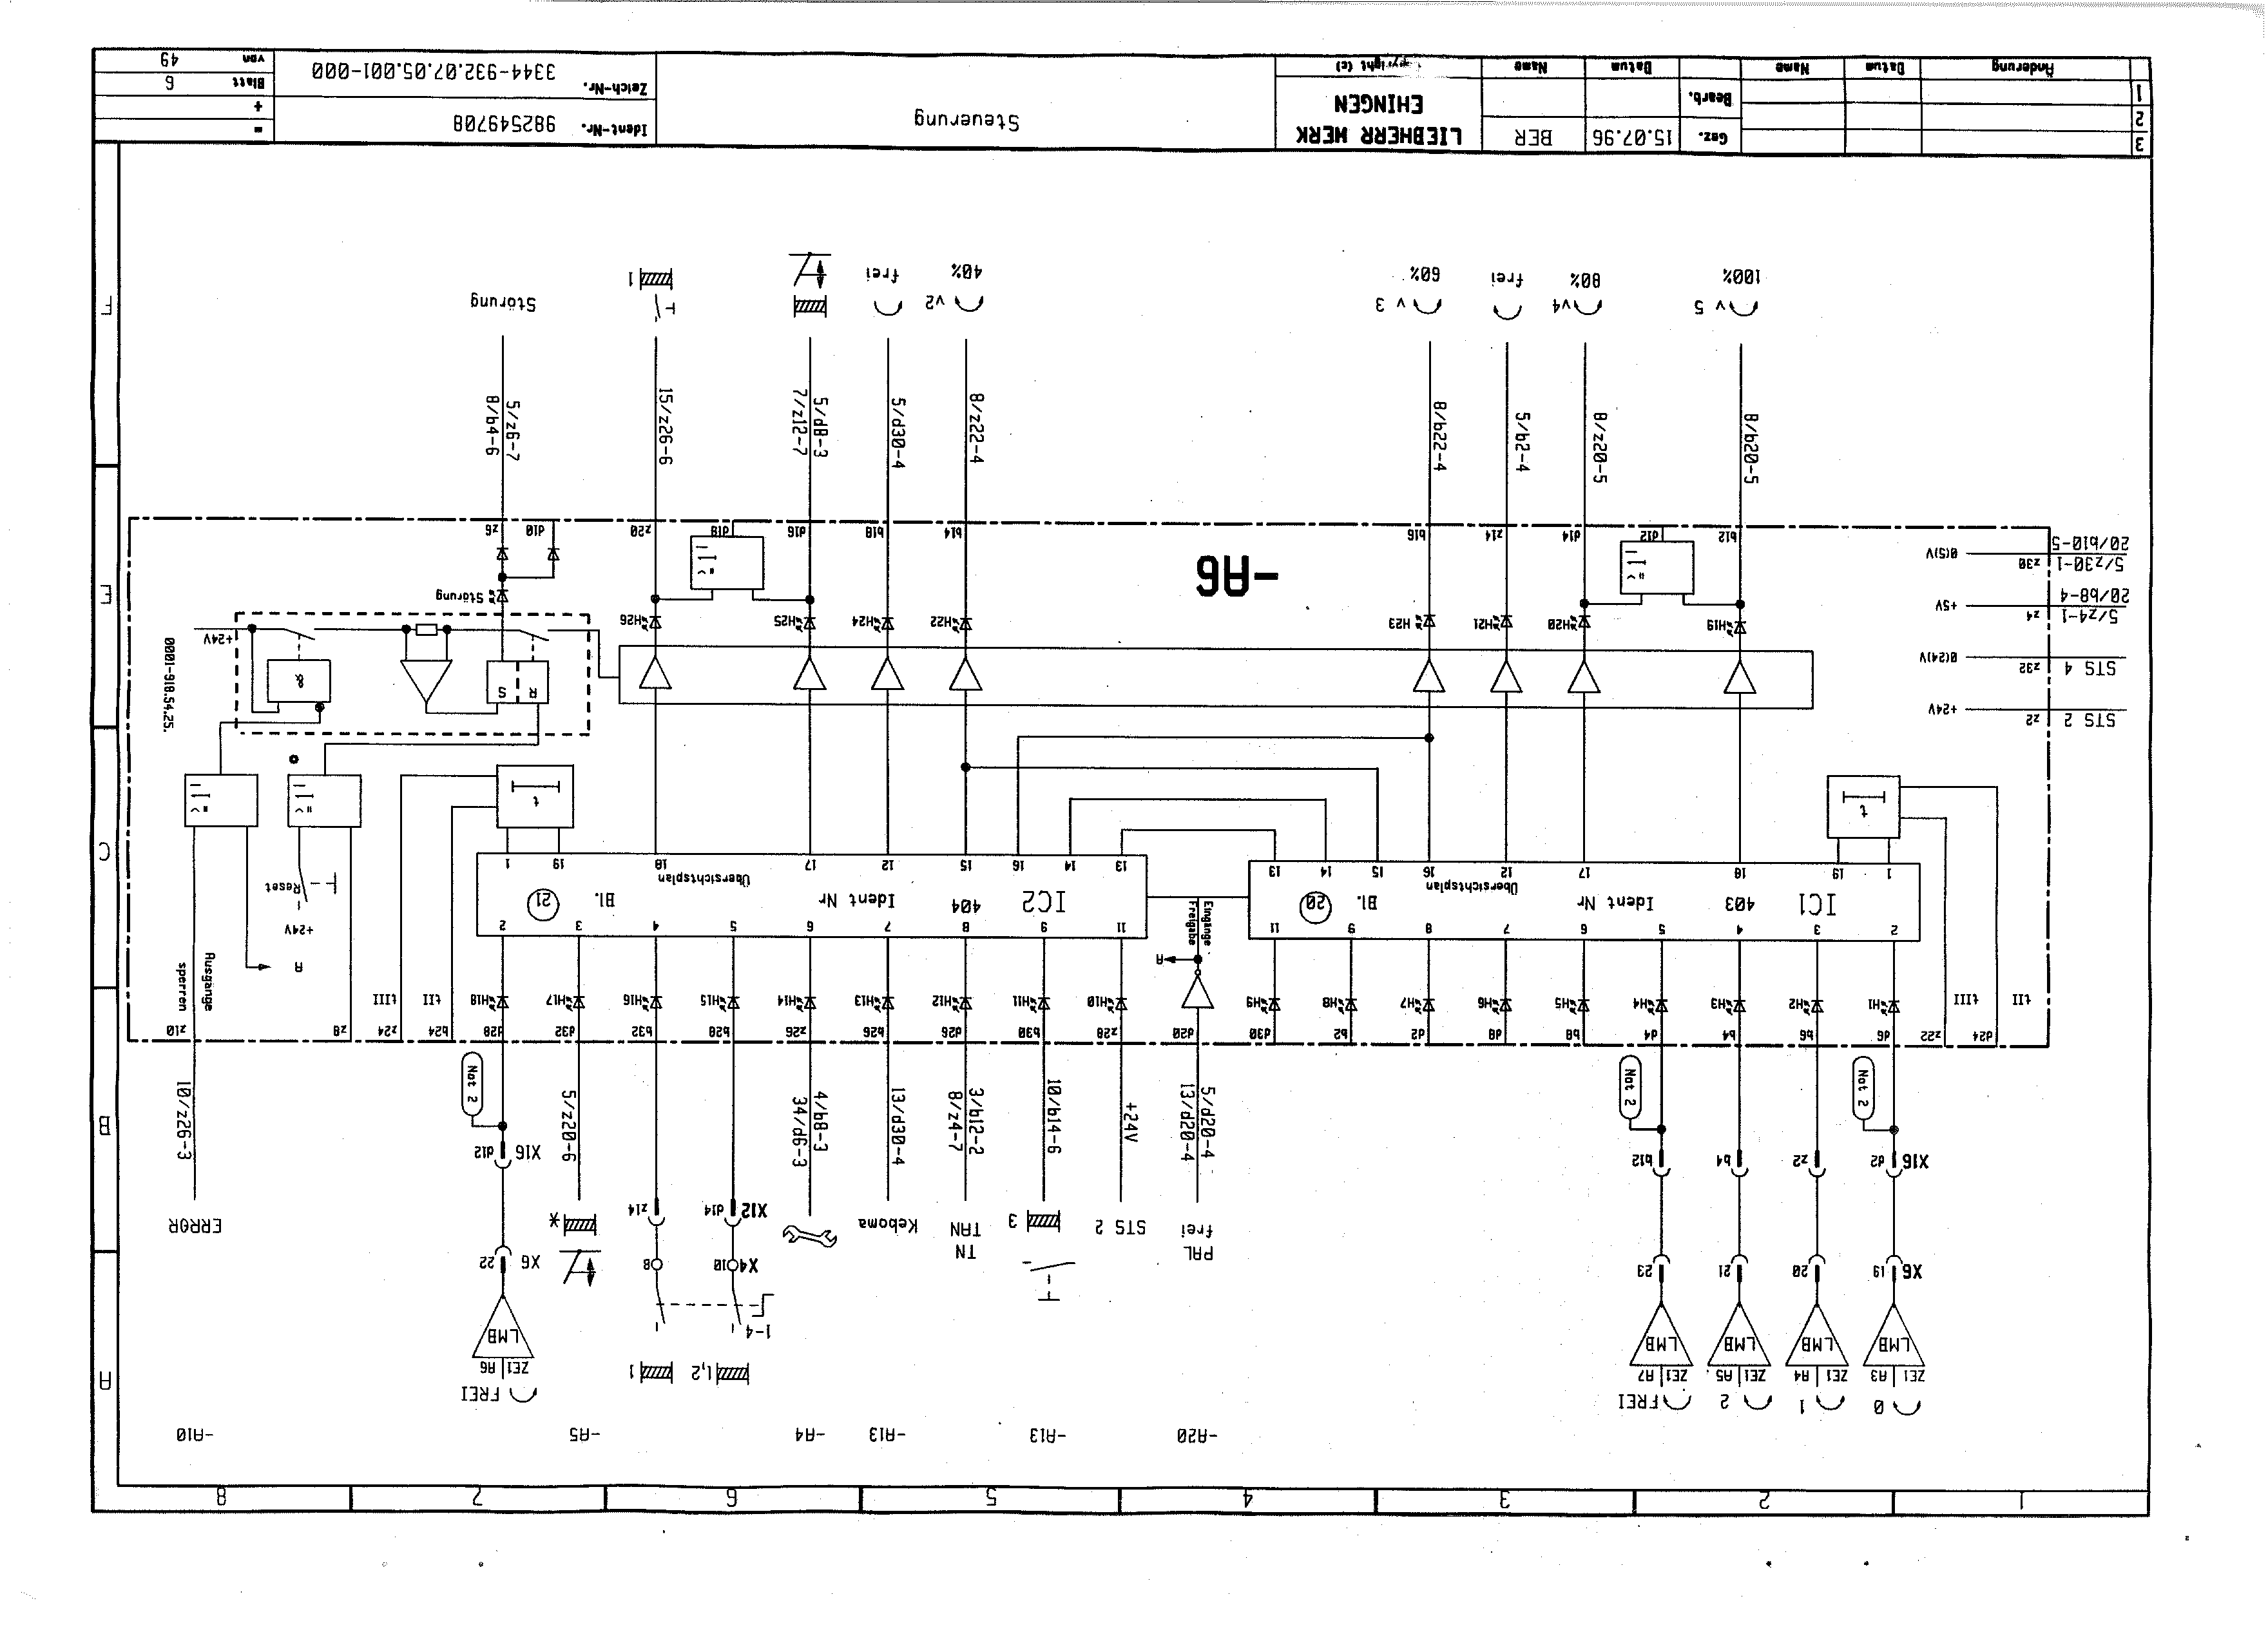 1 2 3 4 5 6 7 8
-A20 -A13 -A13 -A4 -A5 -A10
0 1 2 FREI
ZE1 A3 ZE1 A4 ZE1 A5 ZE1 A7
LMB LMB LMB LMB
X6 19 20 21 23
X16 d2 z2 b4 b12
Not 2 Not 2
1,2 1 FREI
ZE1 A6
LMB
1-4
X4 10 8
X6 22
PAL
frei
STS 2
3
TN
TAN
Keboma
X12 d14 z14
*
ERROR
X16 d12
Not 2
5/d20-4
13/d20-4
+24V
10/b14-6
3/b12-2
8/z4-7
13/d30-4
4/b8-3
34/d6-3
5/z20-6
10/z26-3
d24 z22 d6 b6 b4 d4 b8 d8 d2 b2 d30 d20 z28 b30 d26 b26 z26 b28 b32 d32 d28 b24 z24 z8 z10
tII tIII H1 H2 H3 H4 H5 H6 H7 H8 H9 H10 H11 H12 H13 H14 H15 H16 H17 H18 tII tIII
Ausgänge
sperren
A
A
+24V
Reset
Eingänge
Freigabe
2 3 4 5 6 7 8 9 11
IC1 403 Ident Nr Bl. 20
Übersichtsplan
1 19 18 17 12 16 15 14 13
11 9 8 7 6 5 4 3 2
IC2 404 Ident Nr Bl. 21
Übersichtsplan
13 14 16 15 12 17 18 19 1
t t
STS 2 z2 +24V
STS 4 z32 0(24)V
5/z4-1
20/b8-4
z4 +5V
5/z30-1
20/b10-5
z30 0(5)V
& S R
+24V
0001-918.54.25.
H19 H20 H21 H23 H22 H24 H25 H26 Störung
-A6
b12 d12 d14 z14 b16 b14 b18 d16 d18 z20 d10 z6
8/b20-5
8/z20-5
5/b2-4
8/b22-4
8/z22-4
5/d30-4
5/d8-3
7/z12-7
15/z26-6
5/z6-7
8/b4-6
v 5 v4 v 3 v2
100% 80% frei 60% 40% frei 1 Störung
A B C E F
3 Gez. 15.07.96 BER LIEBHERR WERK
2
1 Bearb. EHINGEN
Änderung Datum Name Datum Name (c)
Steuerung
Ident-Nr. 982549708 =
+
Zeich-Nr. 3344-932.07.05.001-000 Blatt 6
von 49